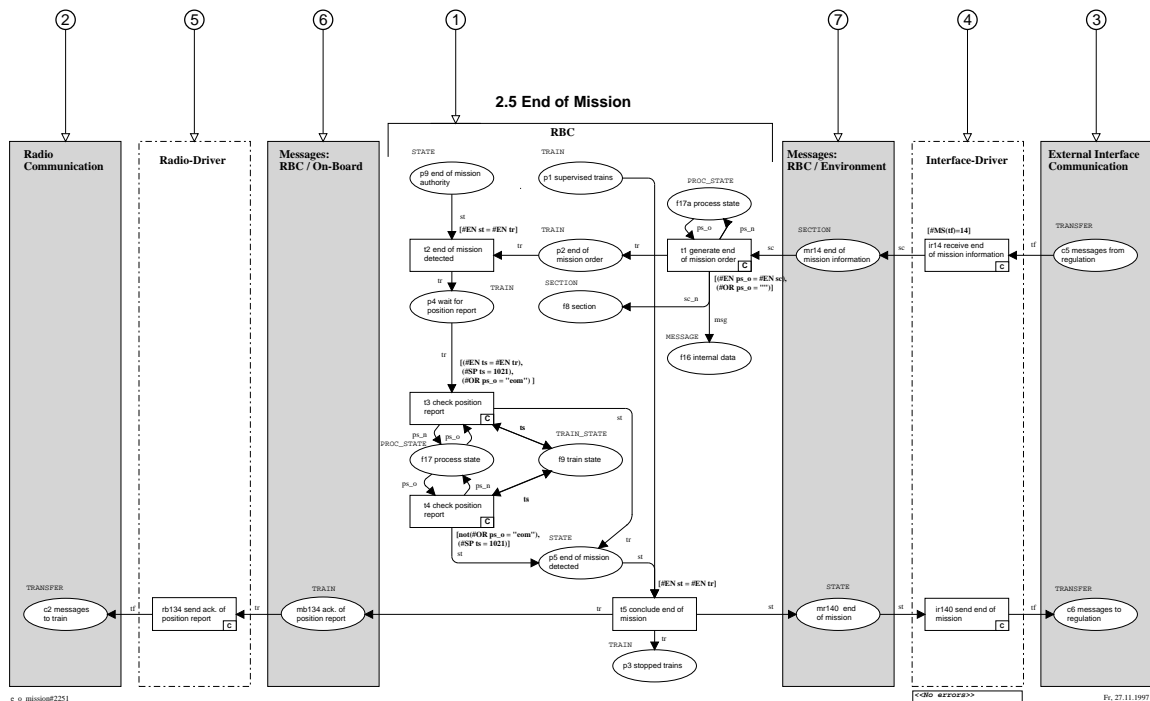 2
5
6
1
7
4
3
2.5 End of Mission
RBC
Radio
Communication
Radio-Driver
Messages:
RBC / On-Board
Messages:
RBC / Environment
Interface-Driver
External Interface
Communication
STATE
p9 end of mission
authority
TRAIN
p1 supervised trains
PROC_STATE
f17a process state
st
[#EN st = #EN tr]
ps_o
ps_n
t2 end of mission
detected
tr
TRAIN
p2 end of
mission order
tr
t1 generate end
of mission order
C
sc
SECTION
mr14 end of
mission information
sc
[#MS(tf)=14]
ir14 receive end
of mission information
C
tf
TRANSFER
c5 messages from
regulation
[(#EN ps_o = #EN sc),
(#OR ps_o = "")]
tr
TRAIN
p4 wait for
position report
SECTION
f8 section
sc_n
msg
MESSAGE
f16 internal data
tr
[(#EN ts = #EN tr),
(#SP ts = 1021),
(#OR ps_o = "eom") ]
t3 check position
report
C
st
ps_n
ps_o
ts
PROC_STATE
f17 process state
TRAIN_STATE
f9 train state
ps_o
ps_n
ts
t4 check position
report
C
[not(#OR ps_o = "eom"),
(#SP ts = 1021)]
st
STATE
tr
p5 end of mission
detected
st
[#EN st = #EN tr]
TRANSFER
c2 messages
to train
tf
rb134 send ack. of
position report
C
tr
TRAIN
mb134 ack. of
position report
tr
t5 conclude end of
mission
st
STATE
mr140 end
of mission
st
ir140 send end of
mission
C
tf
TRANSFER
c6 messages to
regulation
tr
TRAIN
p3 stopped trains
e_o_mission#2251
<<No errors>>
Fr, 27.11.1997